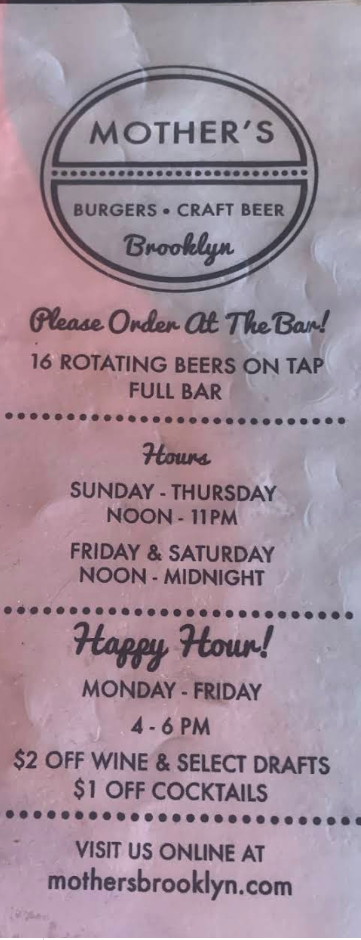 MOTHER'S
BURGERS • CRAFT BEER
Brooklyn
Please Order At The Bar!
16 ROTATING BEERS ON TAP
FULL BAR
Hours
SUNDAY - THURSDAY
NOON - 11PM
FRIDAY & SATURDAY
NOON - MIDNIGHT
Happy Hour!
MONDAY - FRIDAY
4 - 6 PM
$2 OFF WINE & SELECT DRAFTS
$1 OFF COCKTAILS
VISIT US ONLINE AT
mothersbrooklyn.com